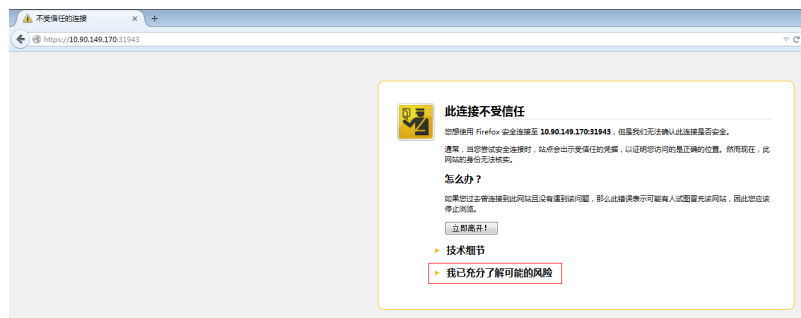 不受信任的连接
https://10.90.149.170:31943
此连接不受信任
您想使用 Firefox 安全连接至 10.90.149.170:31943，但是我们无法确认此连接是否安全。
通常，当您尝试安全连接时，站点会出示受信任的凭据，以证明您访问的是正确的位置。然而现在，此
网站的身份无法核实。
怎么办？
如果您过去曾连接到此网站且没有遇到该问题，那么此错误表示可能有人试图冒充该网站，因此您应该
停止浏览。
立即离开！
技术细节
我已充分了解可能的风险